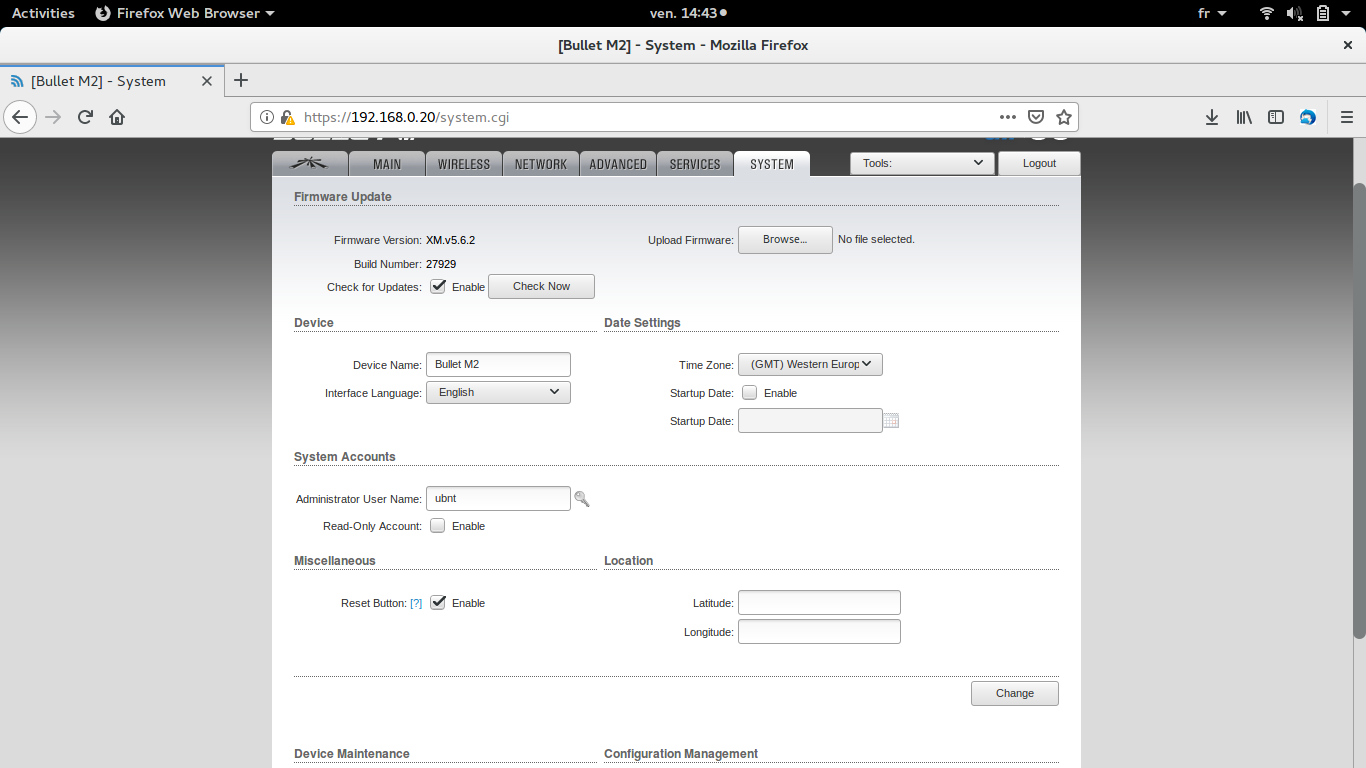 Activities Firefox Web Browser ven. 14:43 fr
[Bullet M2] - System - Mozilla Firefox
[Bullet M2] - System
https://192.168.0.20/system.cgi
MAIN WIRELESS NETWORK ADVANCED SERVICES SYSTEM Tools: Logout
Firmware Update
Firmware Version: XM.v5.6.2 Upload Firmware: Browse... No file selected.
Build Number: 27929
Check for Updates: Enable Check Now
Device Date Settings
Device Name: Bullet M2 Time Zone: (GMT) Western Europ
Interface Language: English Startup Date: Enable
Startup Date:
System Accounts
Administrator User Name: ubnt
Read-Only Account: Enable
Miscellaneous Location
Reset Button: [?] Enable Latitude:
Longitude:
Change
Device Maintenance Configuration Management